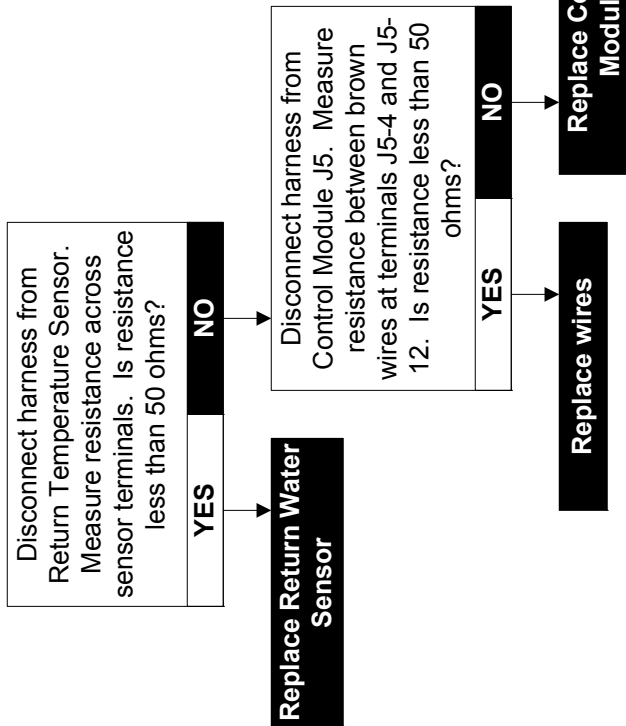 Disconnect harness from
Return Temperature Sensor.
Measure resistance across
sensor terminals. Is resistance
less than 50 ohms?
YES
NO
Replace Return Water
Sensor
Disconnect harness from
Control Module J5. Measure
resistance between brown
wires at terminals J5-4 and J5-
12. Is resistance less than 50
ohms?
YES
NO
Replace wires
Replace